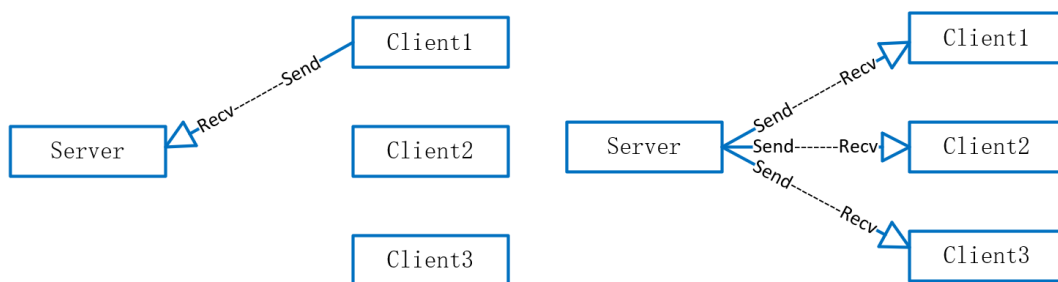 Client1
Send
Recv
Server
Client2
Client3
Client1
Recv
Send
Server
Send
Recv
Client2
Send
Recv
Client3